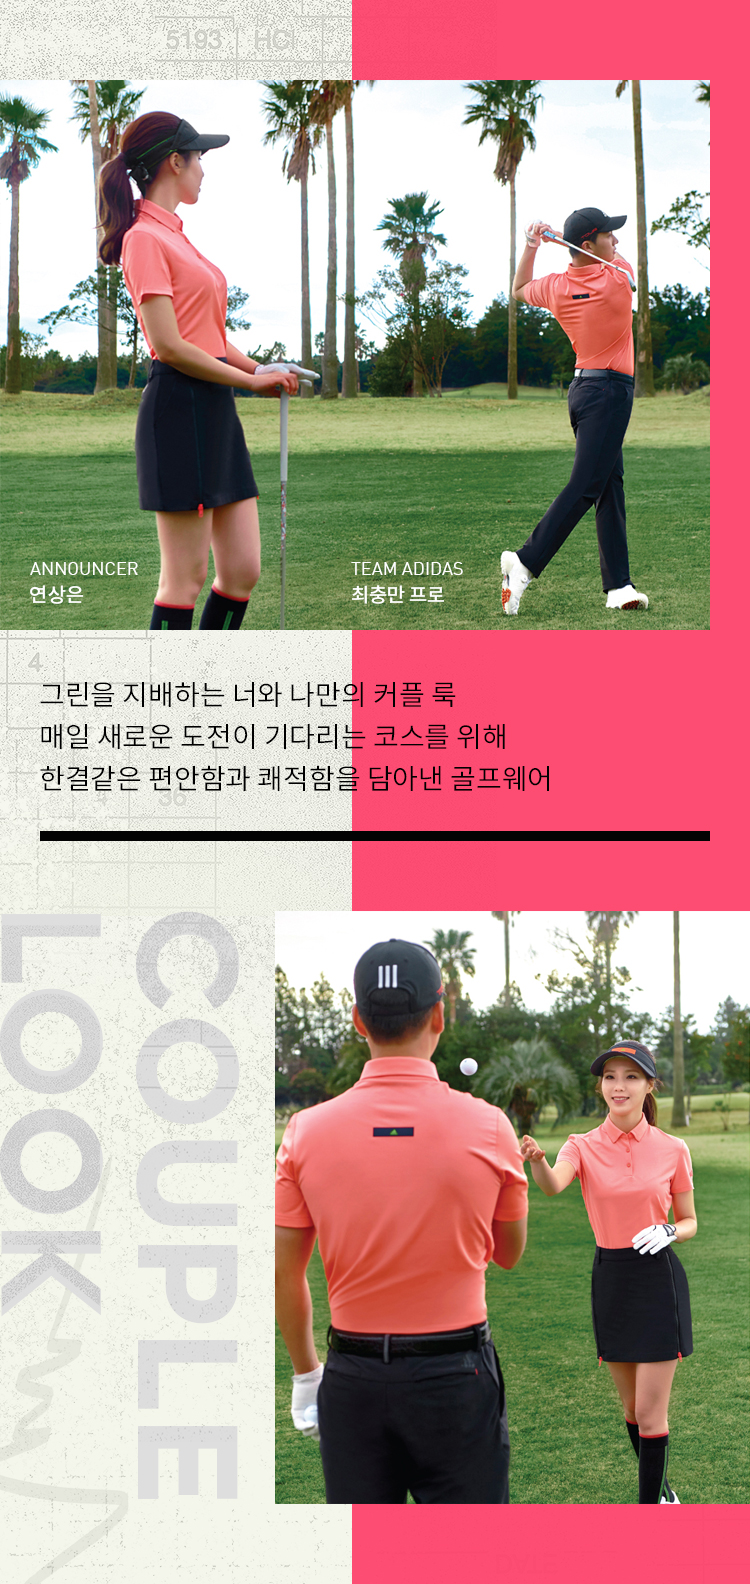 5193 HCI
ANNOUNCER
연상은
TEAM ADIDAS
최충만 프로
4
그린을 지배하는 너와 나만의 커플 룩
매일 새로운 도전이 기다리는 코스를 위해
한결같은 편안함과 쾌적함을 담아낸 골프웨어
36
COUPLE
LOOK